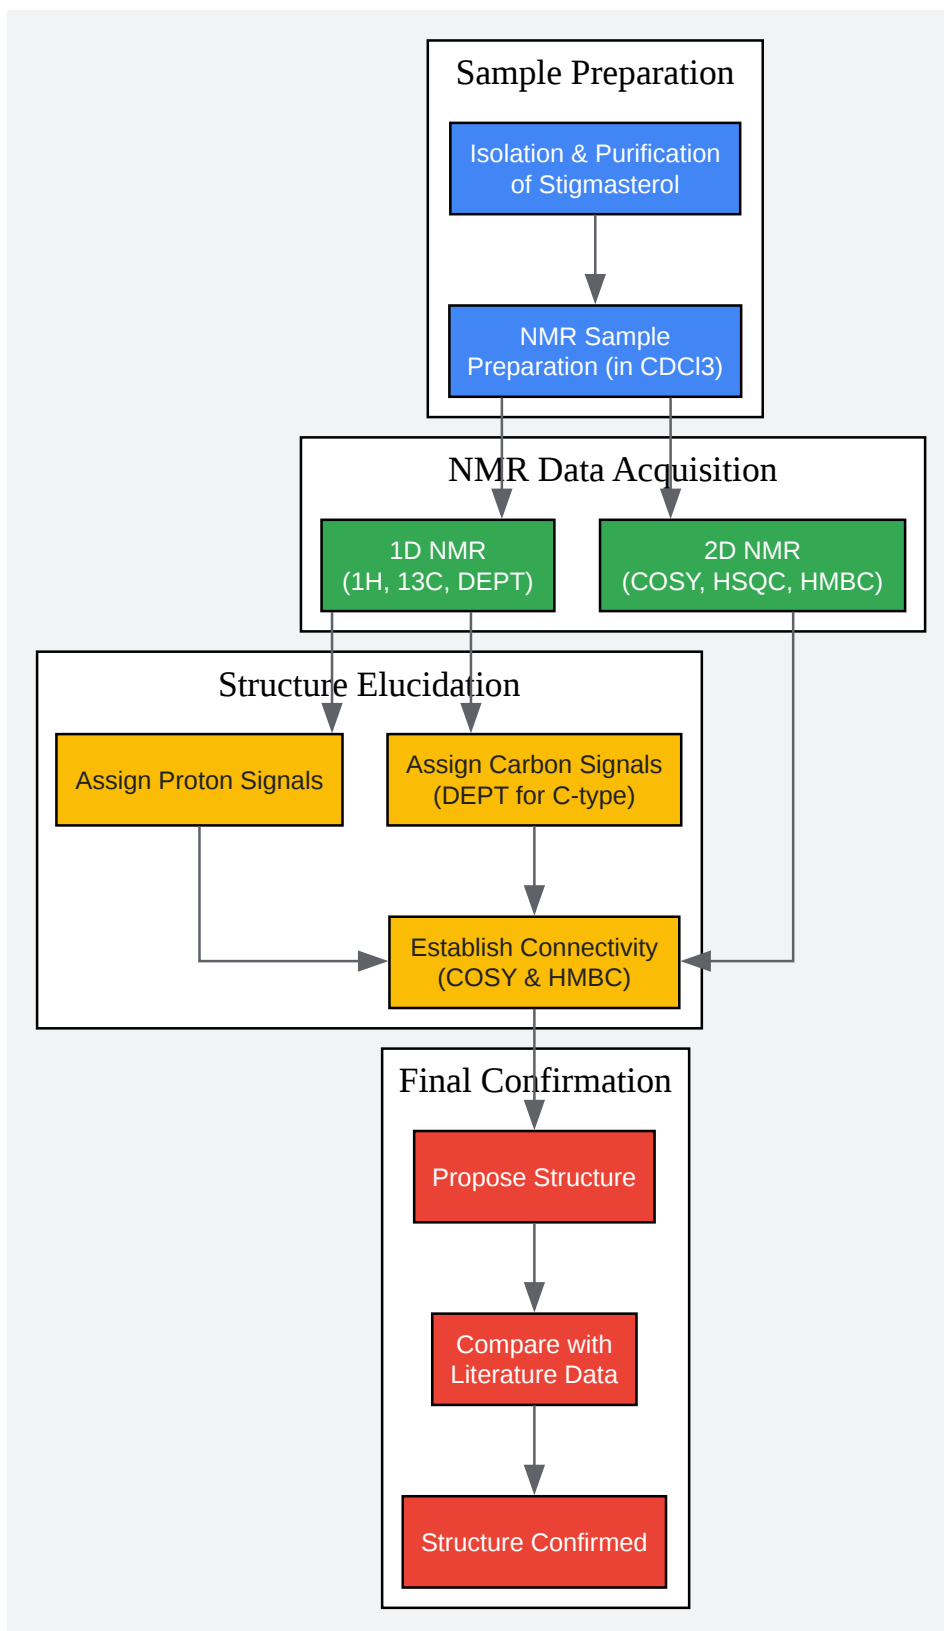 Sample Preparation
Isolation & Purification
of Stigmasterol
NMR Sample
Preparation (in CDCl3)
NMR Data Acquisition
1D NMR
(1H, 13C, DEPT)
2D NMR
(COSY, HSQC, HMBC)
Structure Elucidation
Assign Proton Signals
Assign Carbon Signals
(DEPT for C-type)
Establish Connectivity
(COSY & HMBC)
Final Confirmation
Propose Structure
Compare with
Literature Data
Structure Confirmed